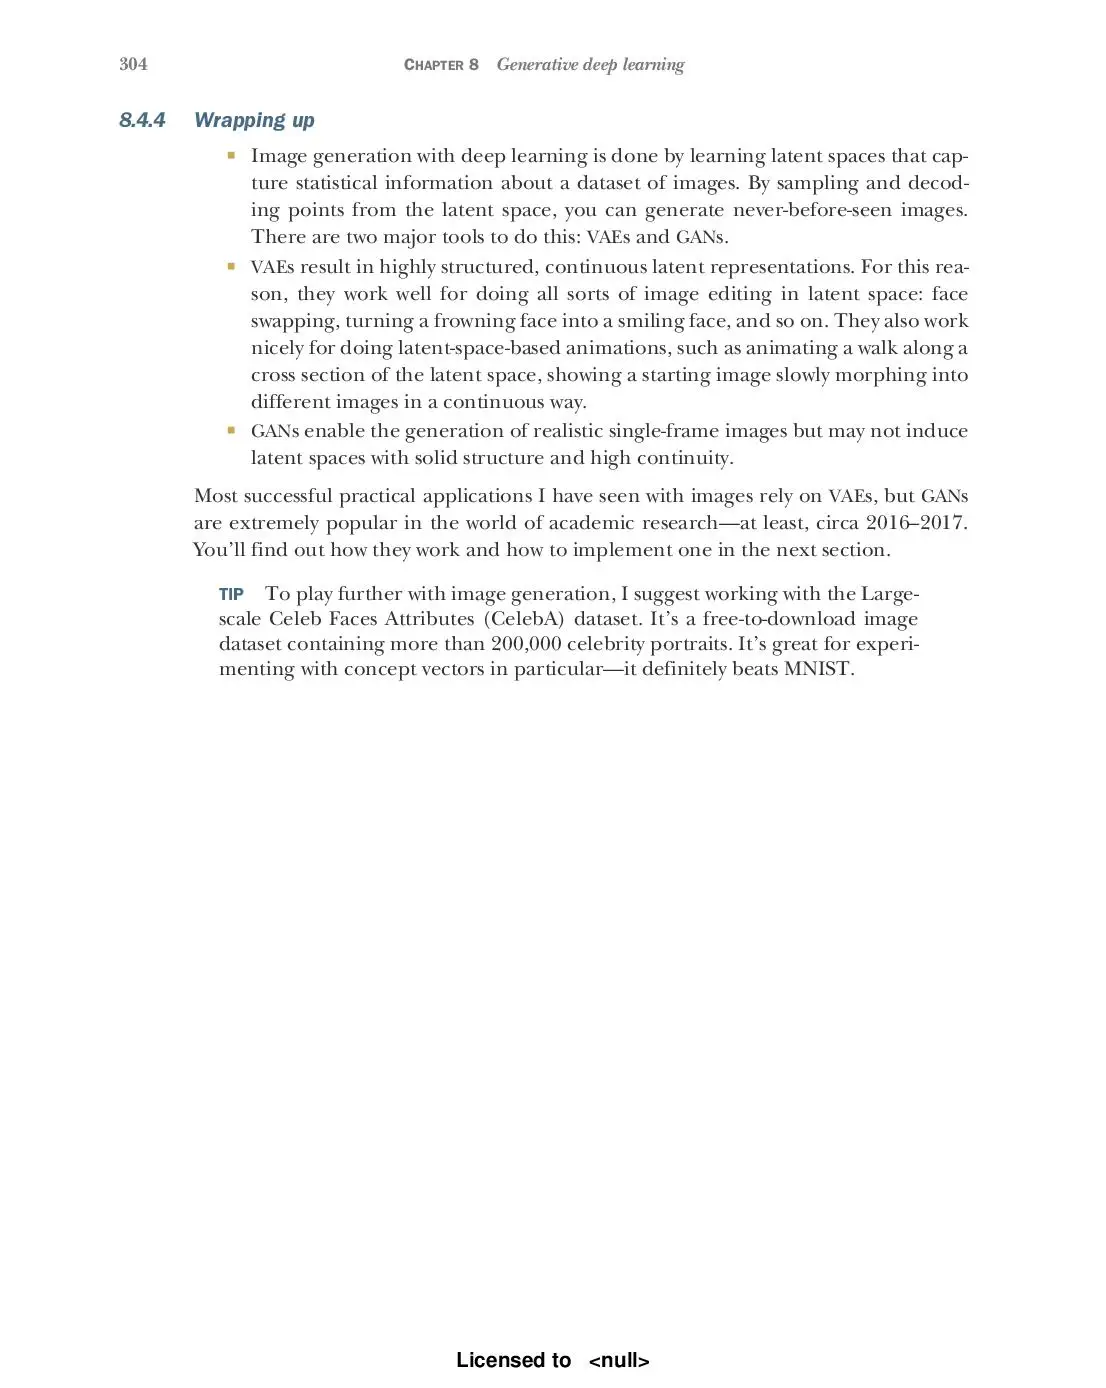 304
CHAPTER 8 Generative deep learning
8.4.4 Wrapping up
■ Image generation with deep learning is done by learning latent spaces that cap-
ture statistical information about a dataset of images. By sampling and decod-
ing points from the latent space, you can generate never-before-seen images.
There are two major tools to do this: VAEs and GANs.
■ VAEs result in highly structured, continuous latent representations. For this rea-
son, they work well for doing all sorts of image editing in latent space: face
swapping, turning a frowning face into a smiling face, and so on. They also work
nicely for doing latent-space-based animations, such as animating a walk along a
cross section of the latent space, showing a starting image slowly morphing into
different images in a continuous way.
■ GANs enable the generation of realistic single-frame images but may not induce
latent spaces with solid structure and high continuity.
Most successful practical applications I have seen with images rely on VAEs, but GANs
are extremely popular in the world of academic research—at least, circa 2016–2017.
You’ll find out how they work and how to implement one in the next section.
TIP To play further with image generation, I suggest working with the Large-
scale Celeb Faces Attributes (CelebA) dataset. It’s a free-to-download image
dataset containing more than 200,000 celebrity portraits. It’s great for experi-
menting with concept vectors in particular—it definitely beats MNIST.
Licensed to <null>